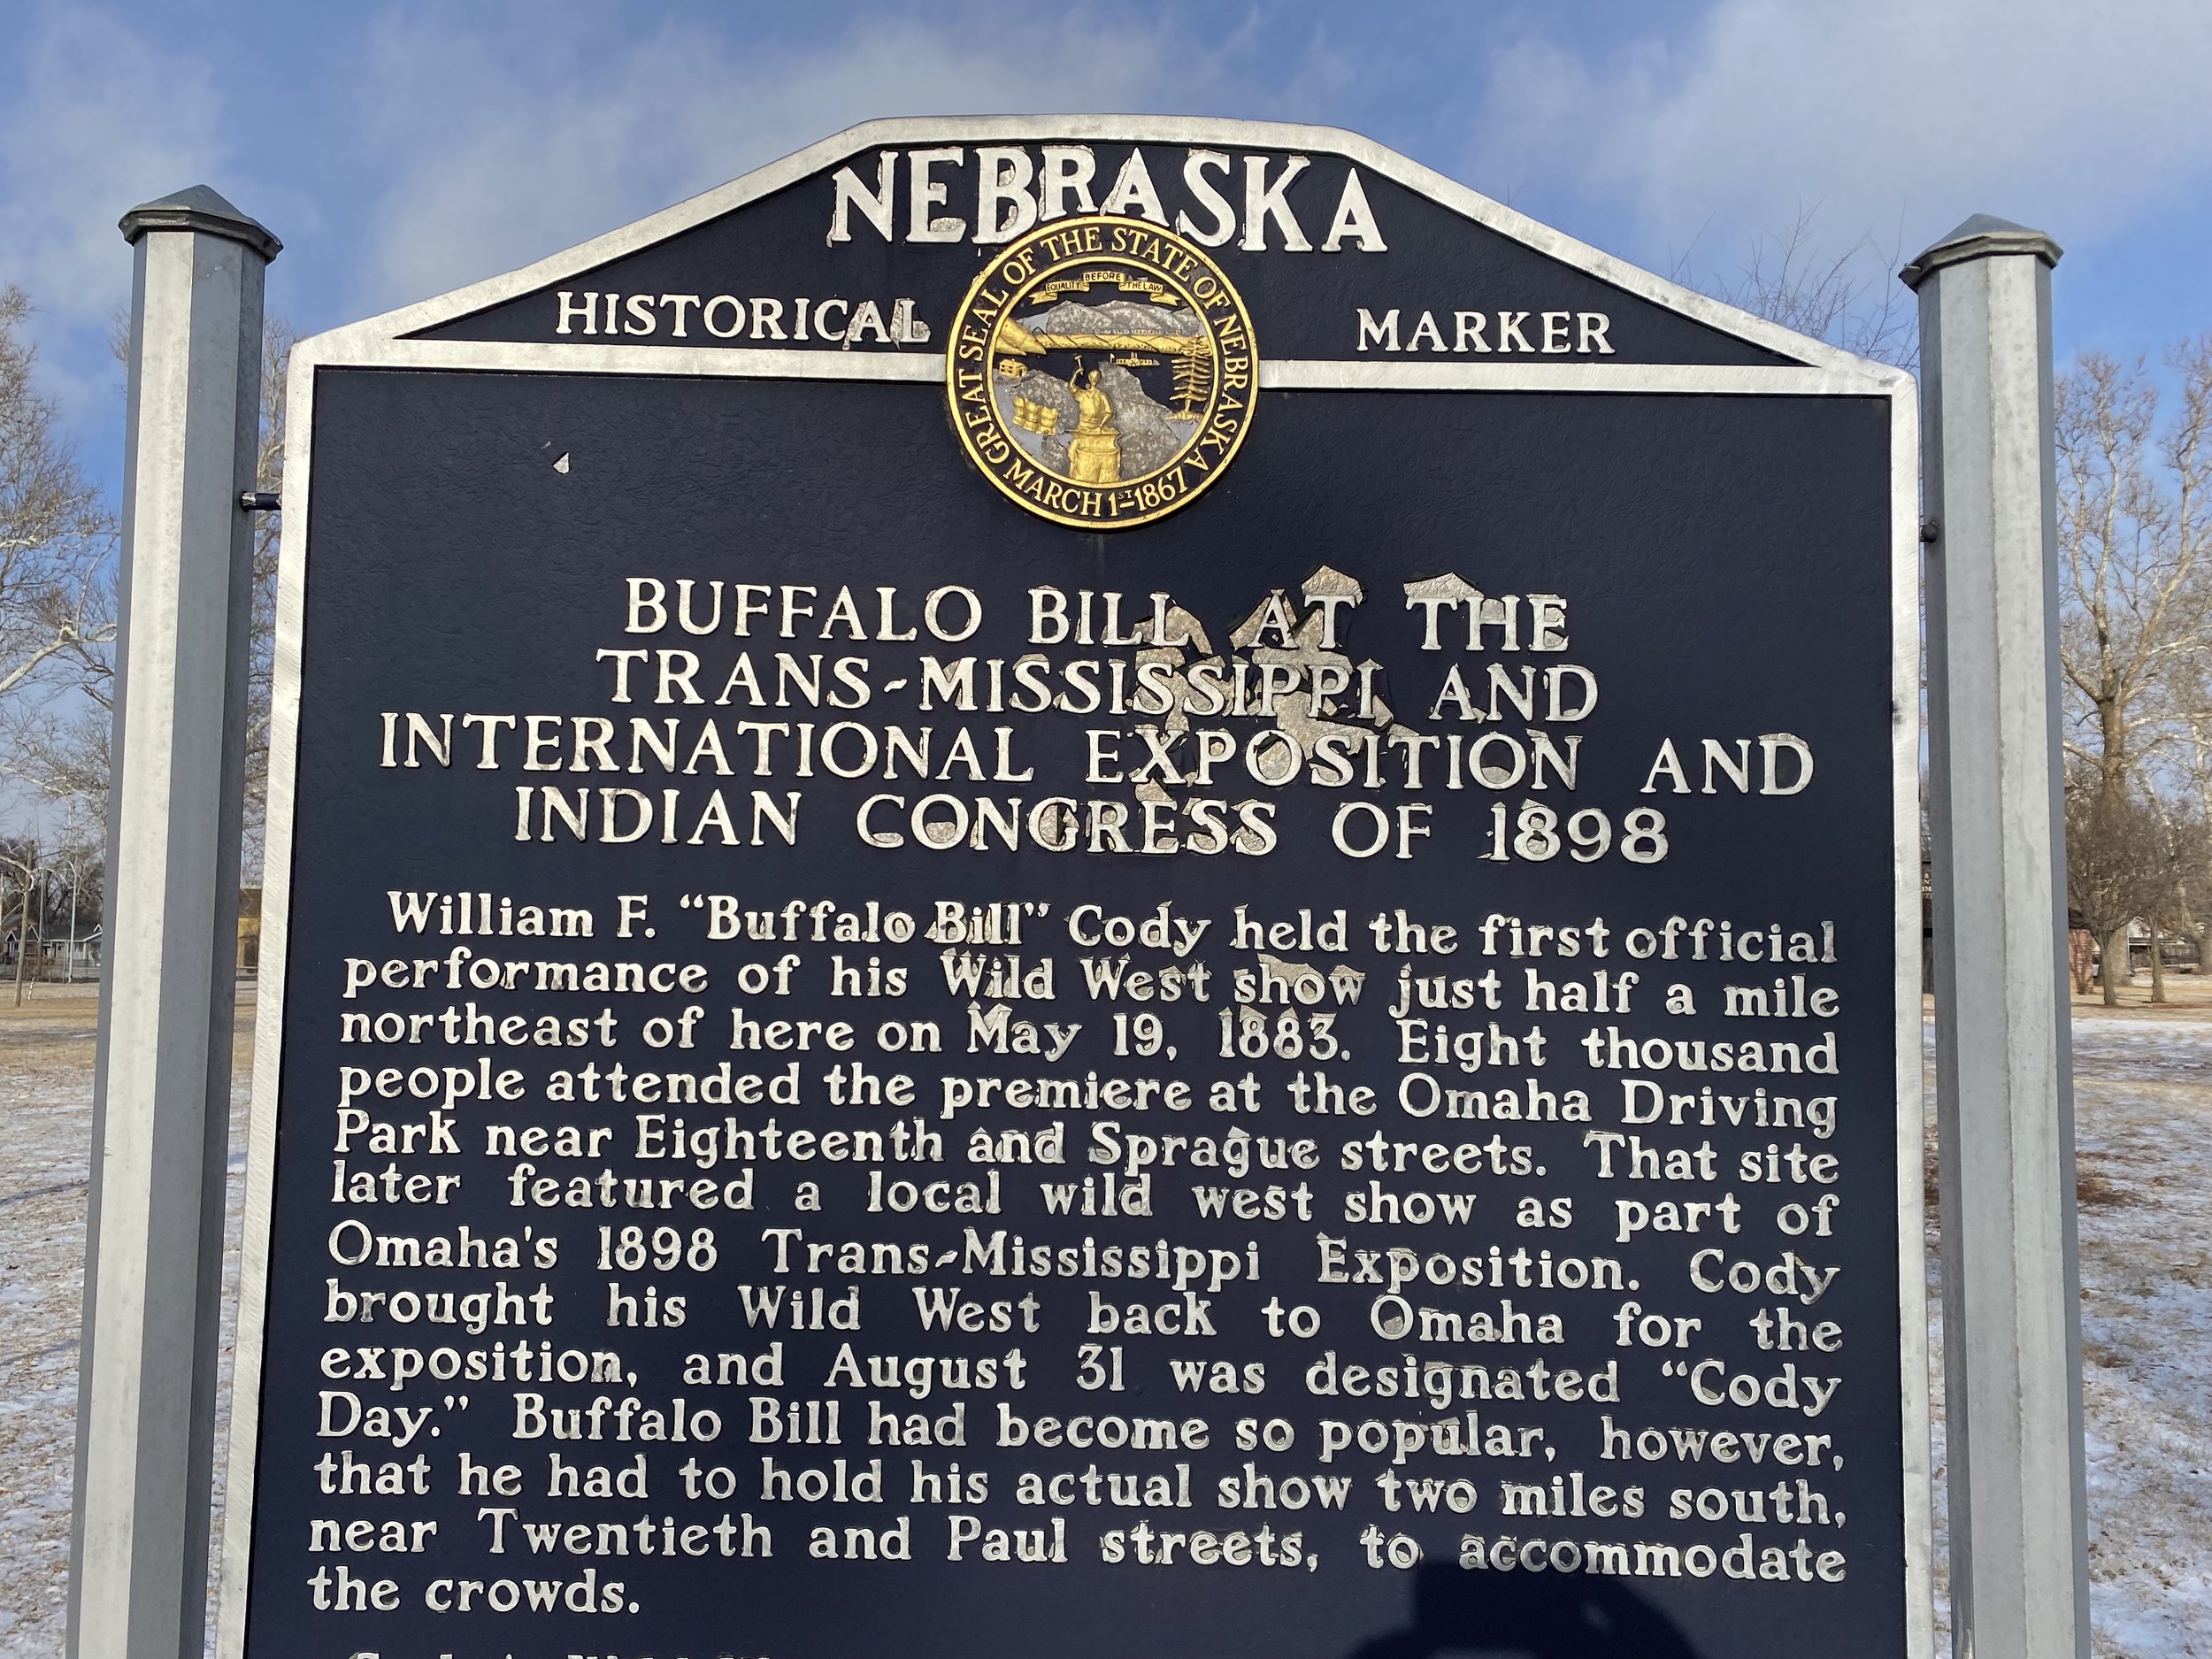 NEBRASKA
HISTORICAL MARKER
GREAT SEAL OF THE STATE OF NEBRASKA
EQUALITY BEFORE THE LAW
MARCH 1ST 1867
BUFFALO BILL AT THE
TRANS-MISSISSIPPI AND
INTERNATIONAL EXPOSITION AND
INDIAN CONGRESS OF 1898
William F. "Buffalo Bill" Cody held the first official
performance of his Wild West show just half a mile
northeast of here on May 19, 1883. Eight thousand
people attended the premiere at the Omaha Driving
Park near Eighteenth and Sprague streets. That site
later featured a local wild west show as part of
Omaha's 1898 Trans-Mississippi Exposition. Cody
brought his Wild West back to Omaha for the
exposition, and August 31 was designated "Cody
Day." Buffalo Bill had become so popular, however,
that he had to hold his actual show two miles south,
near Twentieth and Paul streets, to accommodate
the crowds.